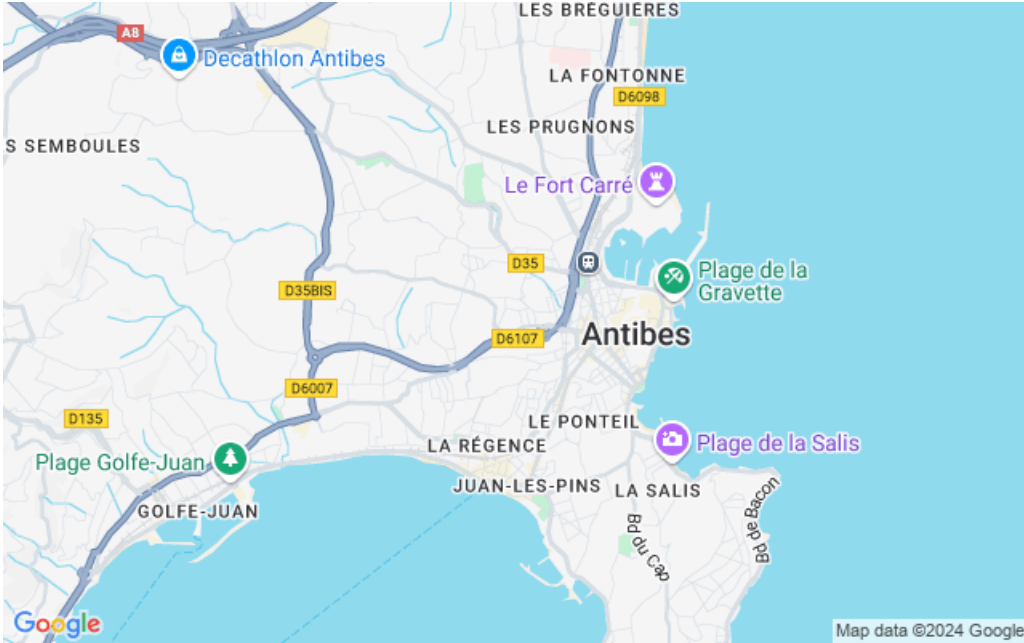 LES BRÉGUIÈRES
A8
Decathlon Antibes
LA FONTONNE
D6098
LES PRUGNONS
S SEMBOULES
Le Fort Carré
D35
Plage de la
Gravette
D35BIS
Antibes
D6107
D6007
D135
LE PONTEIL
LA RÉGENCE
Plage de la Salis
Plage Golfe-Juan
JUAN-LES-PINS
LA SALIS
GOLFE-JUAN
Bd de Bacon
Bd du Cap
Google
Map data ©2024 Google